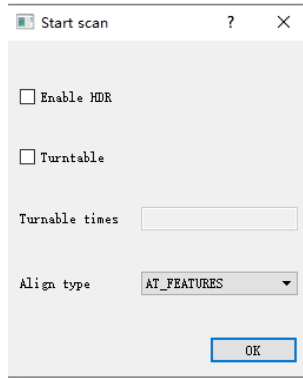 Start scan ?
Enable HDR
Turntable
Turnable times
Align type AT_FEATURES
OK